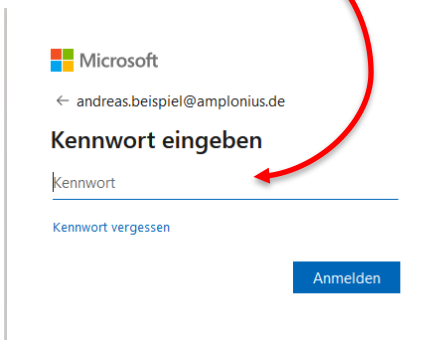 Microsoft
← andreas.beispiel@amplonius.de
Kennwort eingeben
Kennwort
Kennwort vergessen
Anmelden